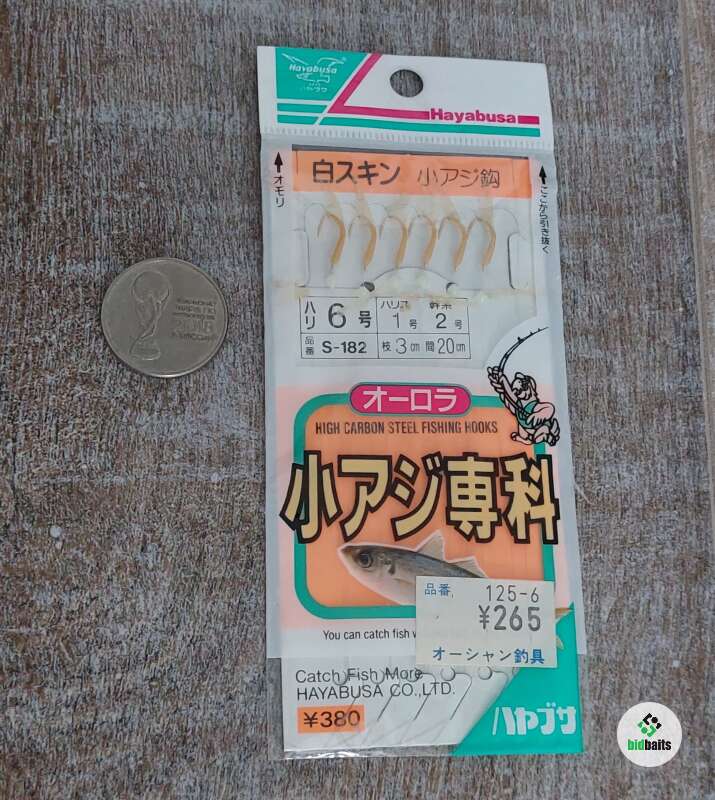 Hayabusa
ハヤブサ
Hayabusa
オモリ
白スキン 小アジ鈎
ここから引き抜く
ハリ 6号
ハリス 1号
幹糸 2号
品番 S-182
枝 3cm 間 20cm
オーロラ
HIGH CARBON STEEL FISHING HOOKS
小アジ専科
品番. 125-6
¥265
オーシャン釣具
You can catch fish
Catch Fish More
HAYABUSA CO.,LTD.
¥380
ハヤブサ
2018
bidbaits